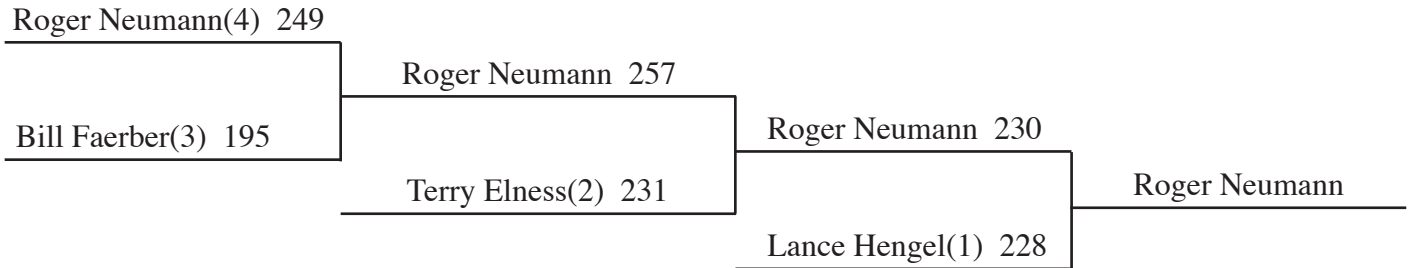 Roger Neumann(4) 249
Roger Neumann 257
Bill Faerber(3) 195
Roger Neumann 230
Terry Elness(2) 231
Roger Neumann
Lance Hengel(1) 228